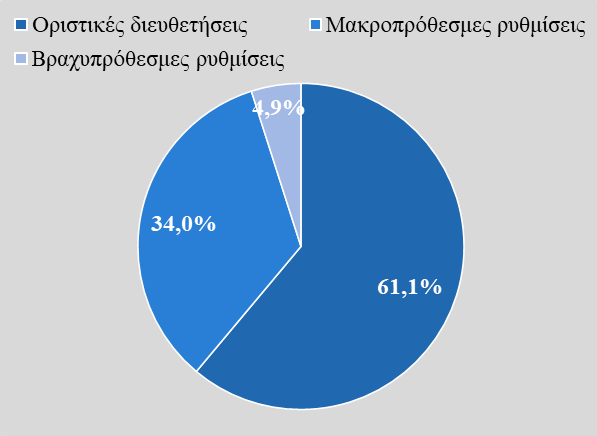 Οριστικές διευθετήσεις
Μακροπρόθεσμες ρυθμίσεις
Βραχυπρόθεσμες ρυθμίσεις
4,9%
34,0%
61,1%